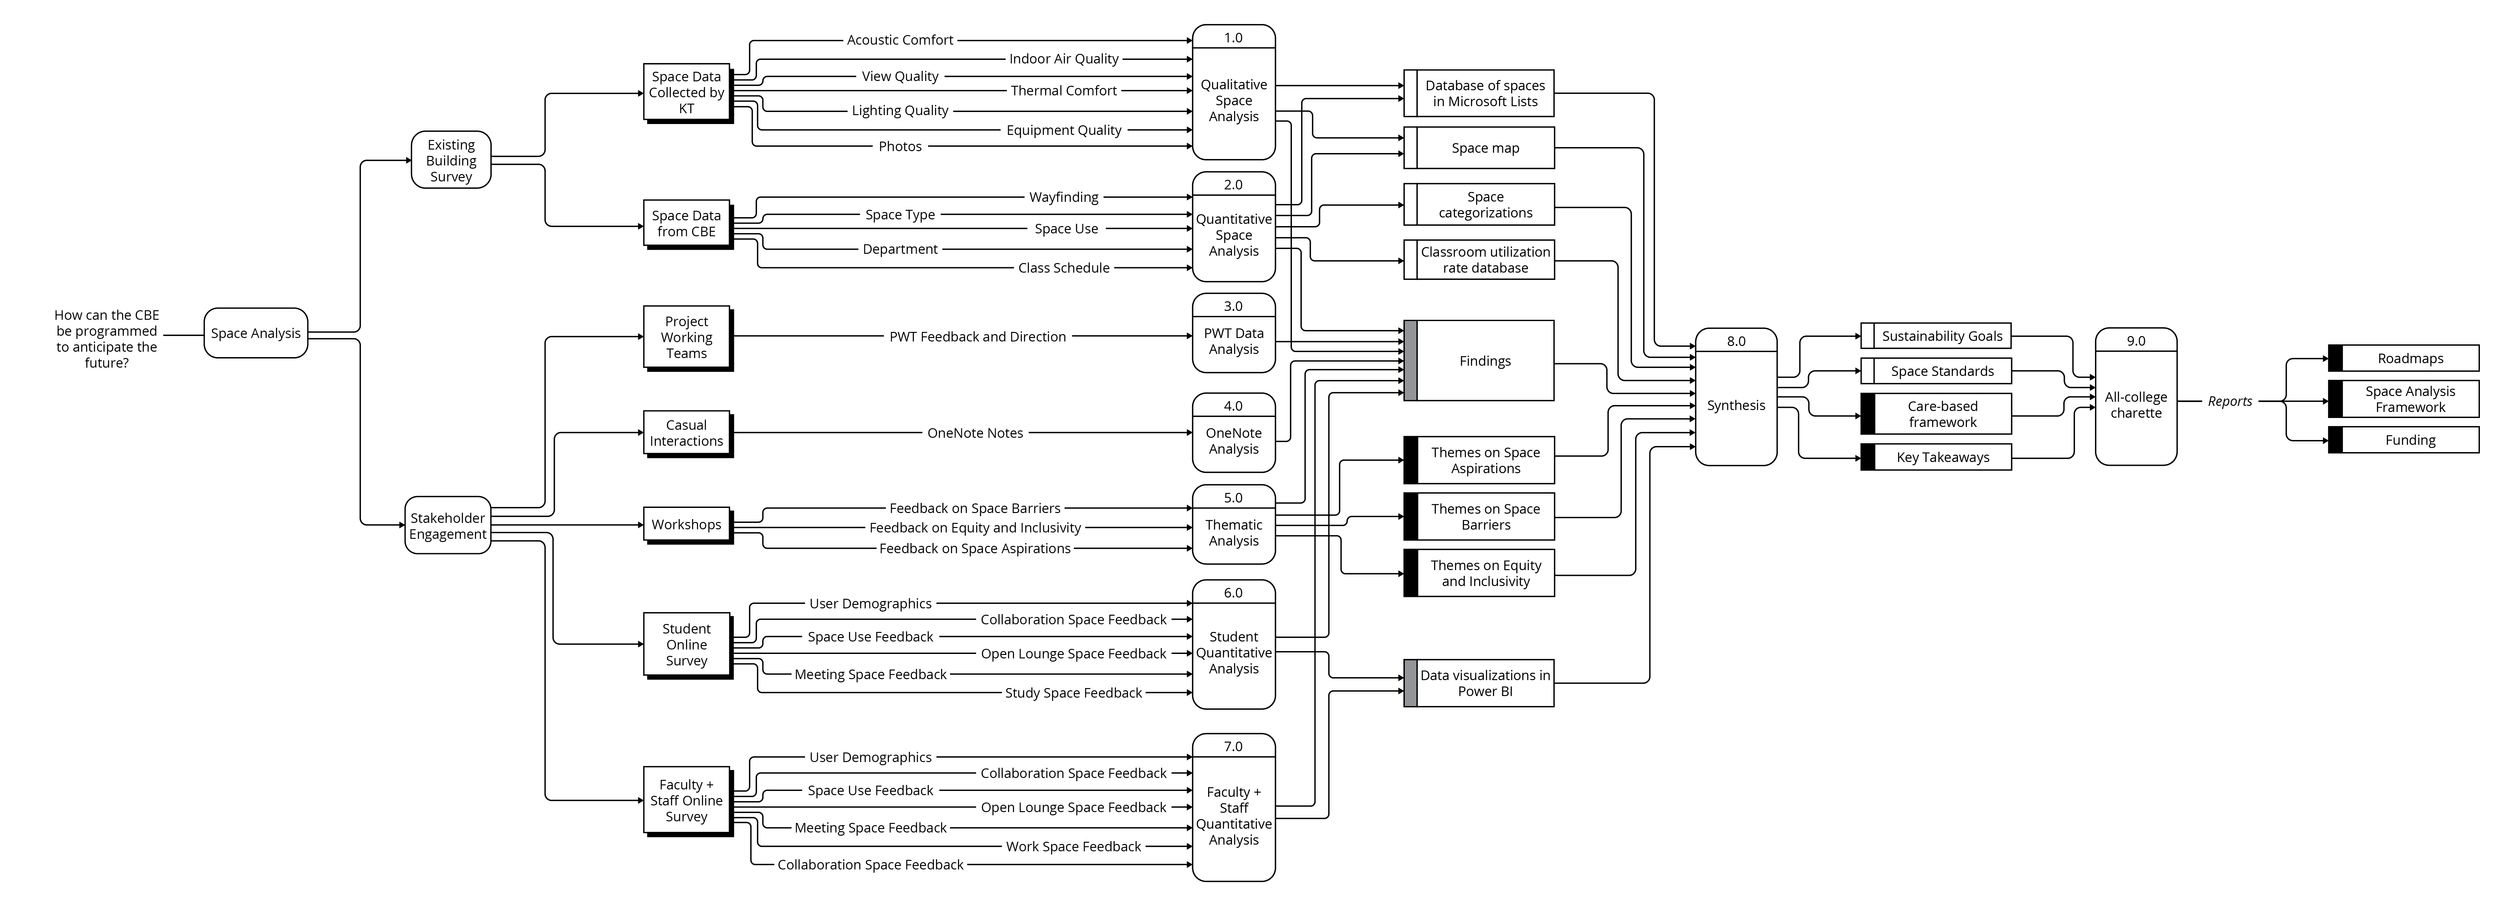 How can the CBE
be programmed
to anticipate the
future?
Space Analysis
Existing
Building
Survey
Stakeholder
Engagement
Space Data
Collected by
KT
Space Data
from CBE
Project
Working
Teams
Casual
Interactions
Workshops
Student
Online
Survey
Faculty +
Staff Online
Survey
Acoustic Comfort
Indoor Air Quality
View Quality
Thermal Comfort
Lighting Quality
Equipment Quality
Photos
Wayfinding
Space Type
Space Use
Department
Class Schedule
PWT Feedback and Direction
OneNote Notes
Feedback on Space Barriers
Feedback on Equity and Inclusivity
Feedback on Space Aspirations
User Demographics
Collaboration Space Feedback
Space Use Feedback
Open Lounge Space Feedback
Meeting Space Feedback
Study Space Feedback
User Demographics
Collaboration Space Feedback
Space Use Feedback
Open Lounge Space Feedback
Meeting Space Feedback
Work Space Feedback
Collaboration Space Feedback
1.0
Qualitative
Space
Analysis
2.0
Quantitative
Space
Analysis
3.0
PWT Data
Analysis
4.0
OneNote
Analysis
5.0
Thematic
Analysis
6.0
Student
Quantitative
Analysis
7.0
Faculty +
Staff
Quantitative
Analysis
Database of spaces
in Microsoft Lists
Space map
Space
categorizations
Classroom utilization
rate database
Findings
Themes on Space
Aspirations
Themes on Space
Barriers
Themes on Equity
and Inclusivity
Data visualizations in
Power BI
8.0
Synthesis
Sustainability Goals
Space Standards
Care-based
framework
Key Takeaways
9.0
All-college
charette
Reports
Roadmaps
Space Analysis
Framework
Funding